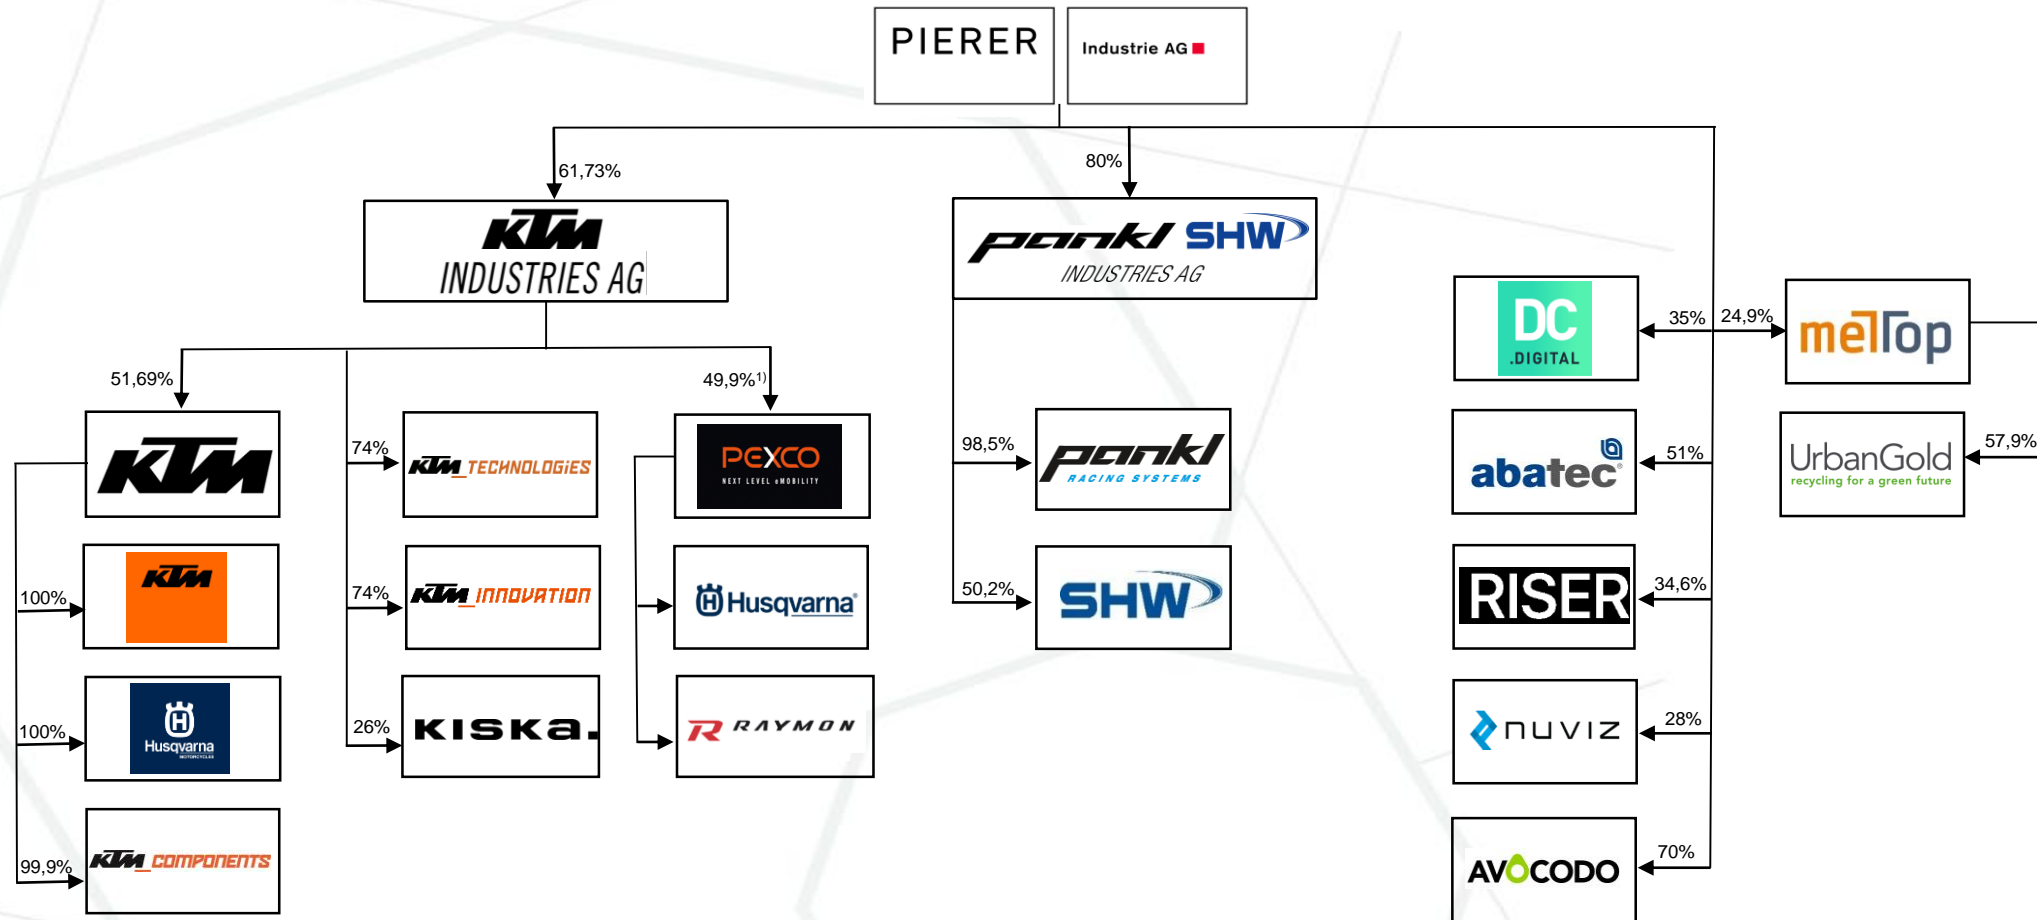 PIERER
Industrie AG
61,73%
80%
KTM
INDUSTRIES AG
pankl SHW
INDUSTRIES AG
DC
.DIGITAL
35%
24,9%
melTop
51,69%
49,9%¹⁾
KTM
74%
KTM_TECHNOLOGIES
PEXCO
NEXT LEVEL eMOBILITY
98,5%
pankl
RACING SYSTEMS
abatec®
51%
UrbanGold
recycling for a green future
57,9%
100%
KTM
74%
KTM_INNOVATION
Husqvarna®
50,2%
SHW
RISER
34,6%
100%
Husqvarna
MOTORCYCLES
26%
KISKA.
R RAYMON
nuviz
28%
99,9%
KTM_COMPONENTS
AVOCODO
70%